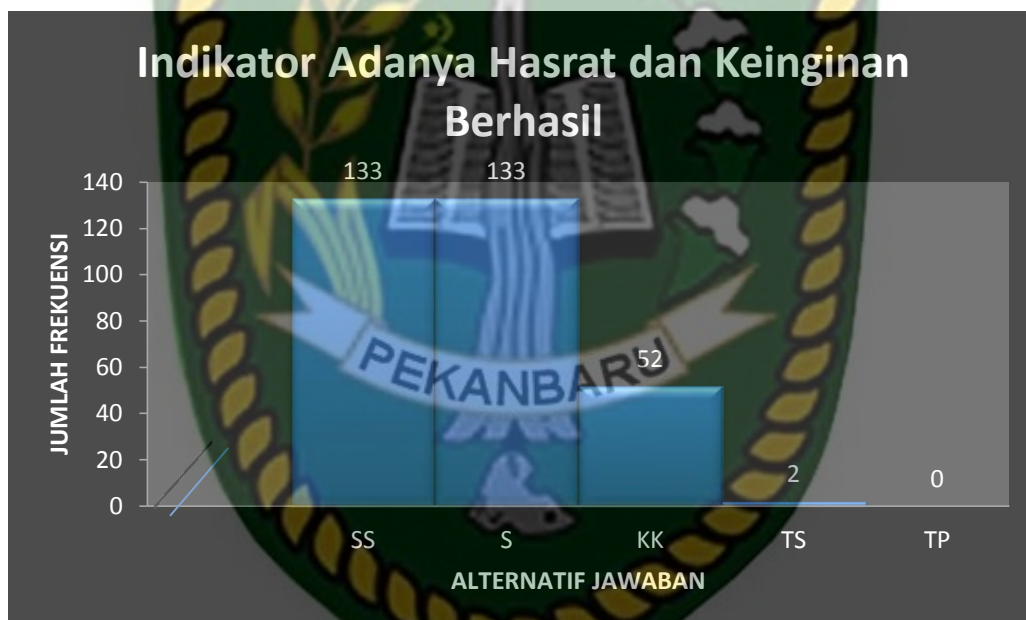 Indikator Adanya Hasrat dan Keinginan
Berhasil
133
133
52
2
0
140
120
100
80
60
40
20
0
JUMLAH FREKUENSI
SS
S
KK
TS
TP
ALTERNATIF JAWABAN
PEKANBARU